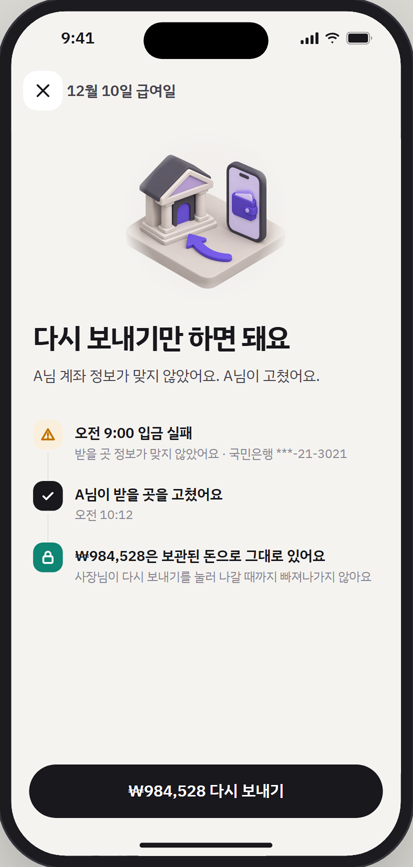 9:41
12월 10일 급여일
다시 보내기만 하면 돼요
A님 계좌 정보가 맞지 않았어요. A님이 고쳤어요.
오전 9:00 입금 실패
받을 곳 정보가 맞지 않았어요 · 국민은행 ***-21-3021
A님이 받을 곳을 고쳤어요
오전 10:12
₩984,528은 보관된 돈으로 그대로 있어요
사장님이 다시 보내기를 눌러 나갈 때까지 빠져나가지 않아요
₩984,528 다시 보내기